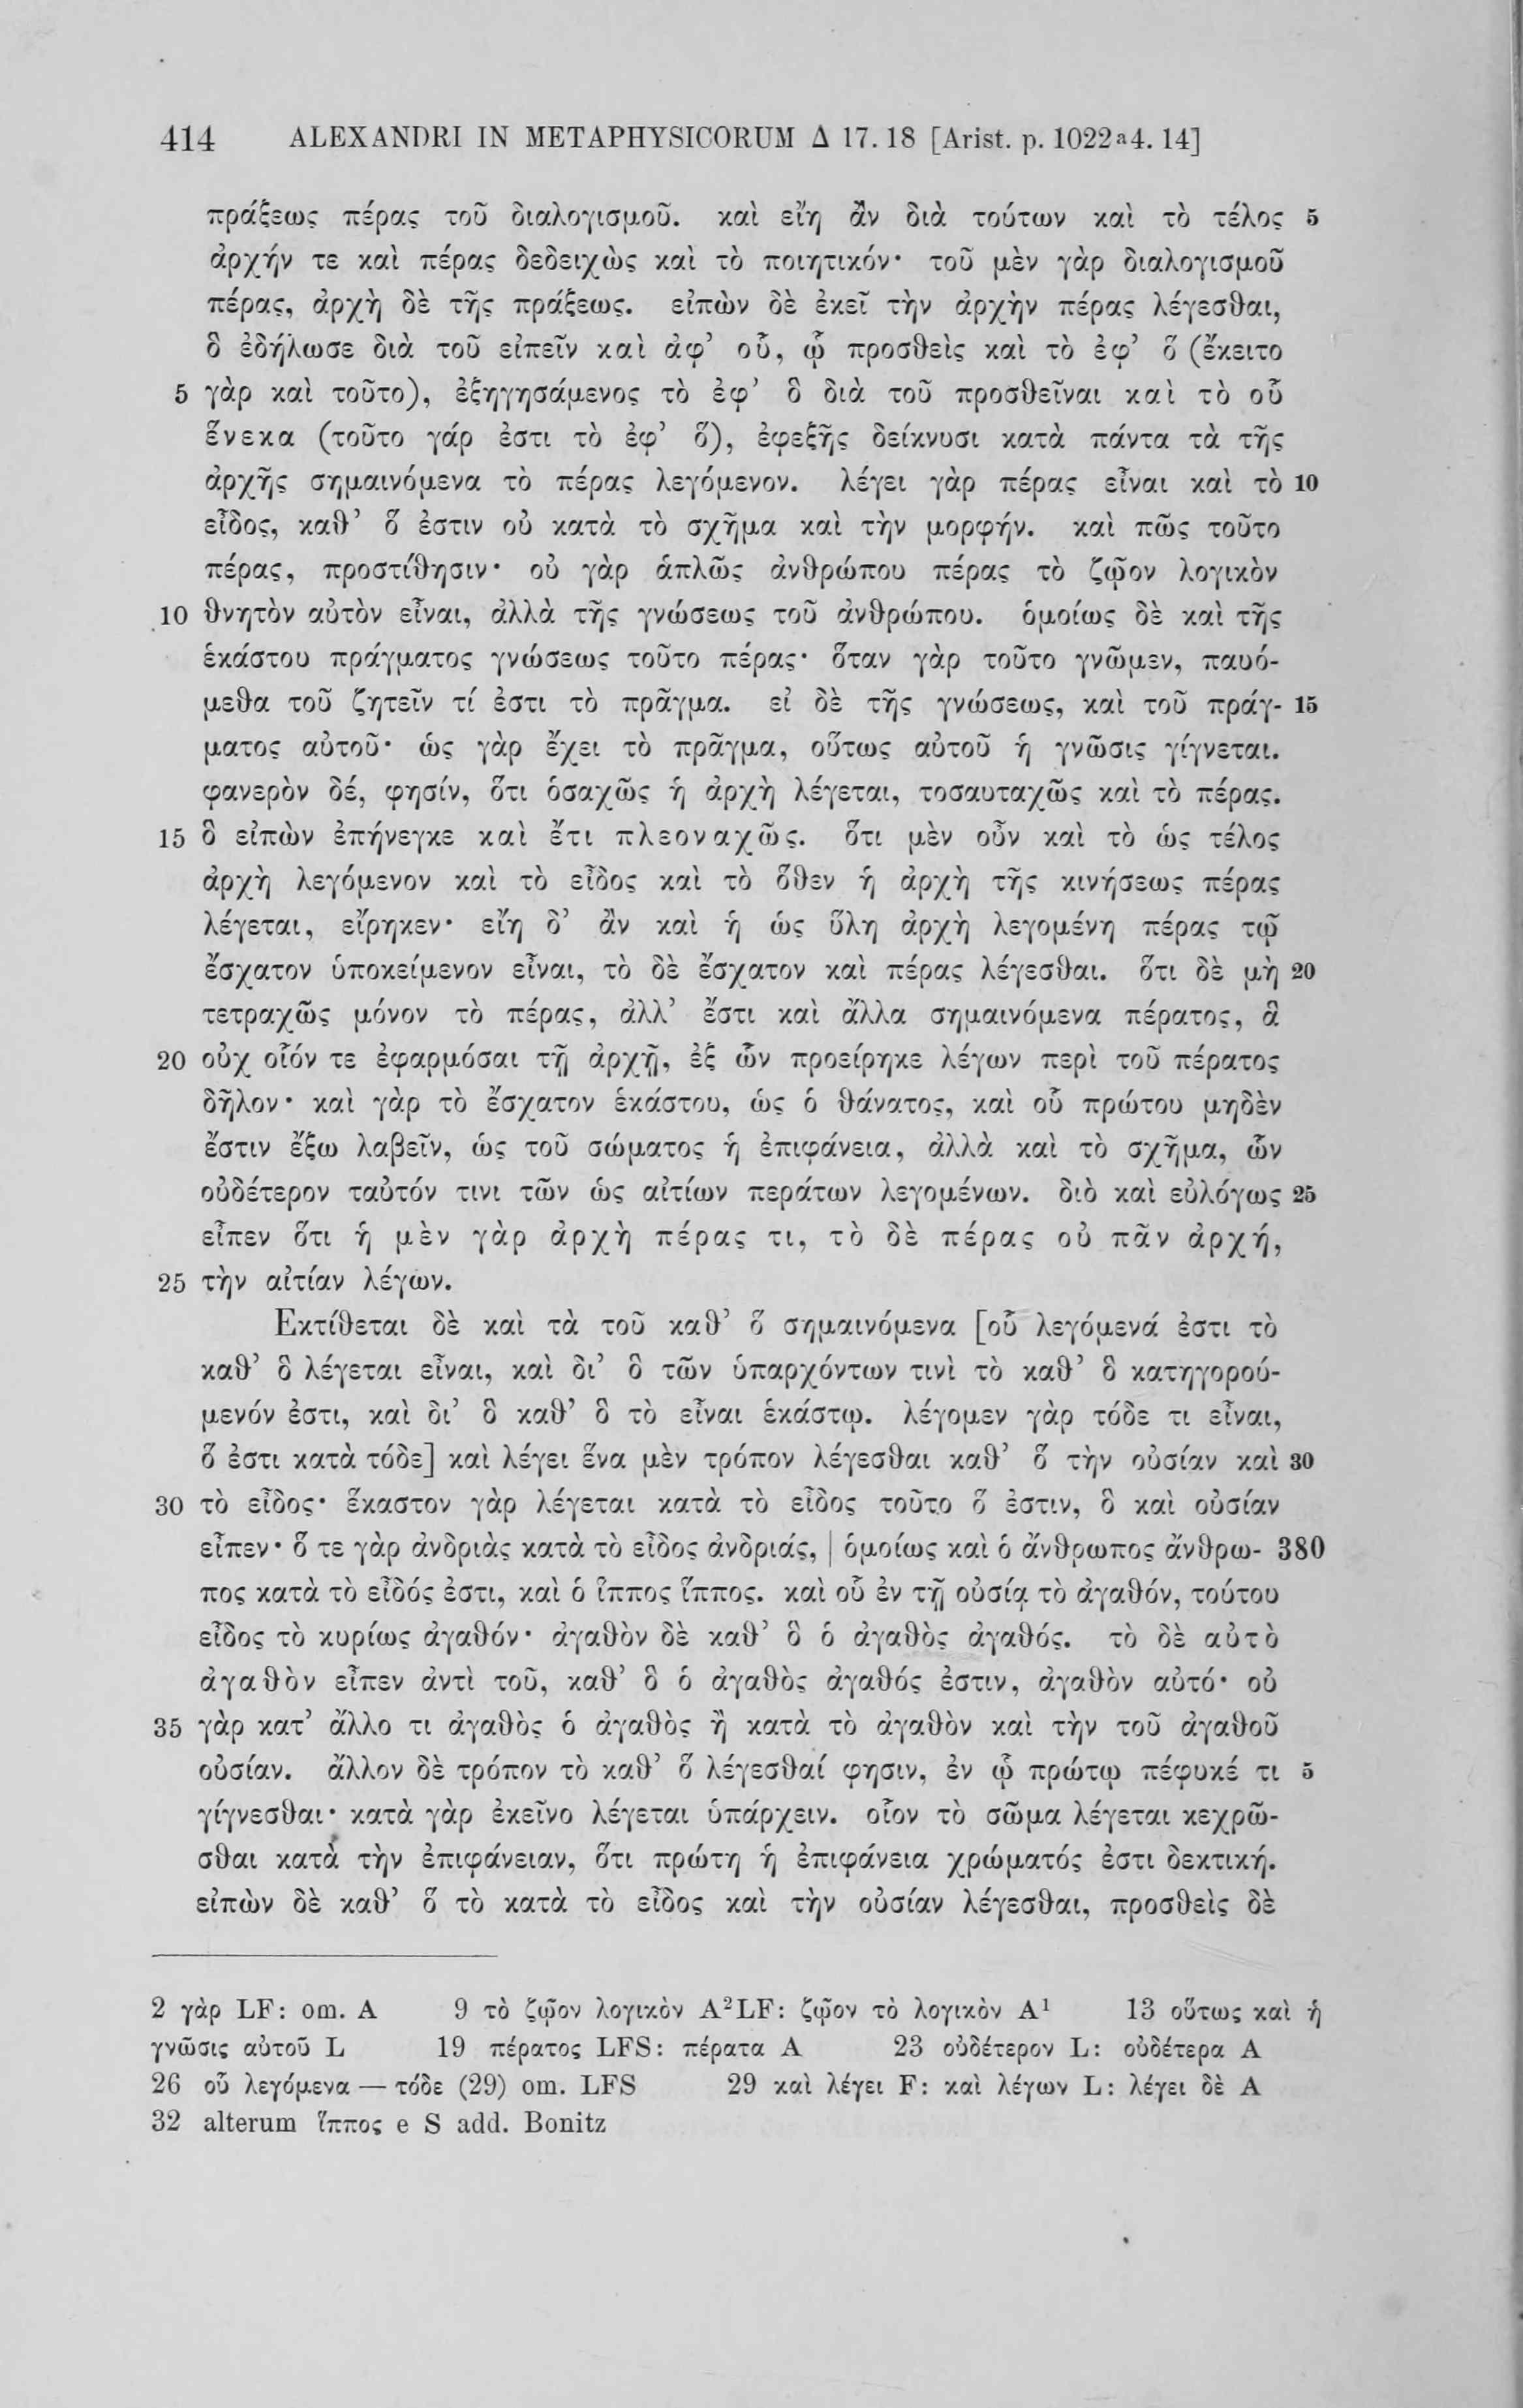 414 ALEXANDRI IN METAPHYSICORUM Δ 17. 18 [Arist. p. 1022ª4. 14]
πράξεως πέρας τοῦ διαλογισμοῦ. καὶ εἴη ἂν διὰ τούτων καὶ τὸ τέλος 5
ἀρχήν τε καὶ πέρας δεδειχὼς καὶ τὸ ποιητικόν· τοῦ μὲν γὰρ διαλογισμοῦ
πέρας, ἀρχὴ δὲ τῆς πράξεως. εἰπὼν δὲ ἐκεῖ τὴν ἀρχὴν πέρας λέγεσθαι,
ὃ ἐδήλωσε διὰ τοῦ εἰπεῖν καὶ ἀφ’ οὗ, ᾧ προσθεὶς καὶ τὸ ἐφ’ ὅ (ἔκειτο
5 γὰρ καὶ τοῦτο), ἐξηγησάμενος τὸ ἐφ’ ὃ διὰ τοῦ προσθεῖναι καὶ τὸ οὗ
ἕνεκα (τοῦτο γάρ ἐστι τὸ ἐφ’ ὅ), ἐφεξῆς δείκνυσι κατὰ πάντα τὰ τῆς
ἀρχῆς σημαινόμενα τὸ πέρας λεγόμενον. λέγει γὰρ πέρας εἶναι καὶ τὸ 10
εἶδος, καθ’ ὅ ἐστιν οὐ κατὰ τὸ σχῆμα καὶ τὴν μορφήν. καὶ πῶς τοῦτο
πέρας, προστίθησιν· οὐ γὰρ ἁπλῶς ἀνθρώπου πέρας τὸ ζῷον λογικὸν
10 θνητὸν αὐτὸν εἶναι, ἀλλὰ τῆς γνώσεως τοῦ ἀνθρώπου. ὁμοίως δὲ καὶ τῆς
ἑκάστου πράγματος γνώσεως τοῦτο πέρας· ὅταν γὰρ τοῦτο γνῶμεν, παυό-
μεθα τοῦ ζητεῖν τί ἐστι τὸ πρᾶγμα. εἰ δὲ τῆς γνώσεως, καὶ τοῦ πράγ- 15
ματος αὐτοῦ· ὡς γὰρ ἔχει τὸ πρᾶγμα, οὕτως αὐτοῦ ἡ γνῶσις γίγνεται.
φανερὸν δέ, φησίν, ὅτι ὁσαχῶς ἡ ἀρχὴ λέγεται, τοσαυταχῶς καὶ τὸ πέρας.
15 ὃ εἰπὼν ἐπήνεγκε καὶ ἔτι πλεοναχῶς. ὅτι μὲν οὖν καὶ τὸ ὡς τέλος
ἀρχὴ λεγόμενον καὶ τὸ εἶδος καὶ τὸ ὅθεν ἡ ἀρχὴ τῆς κινήσεως πέρας
λέγεται, εἴρηκεν· εἴη δ’ ἂν καὶ ἡ ὡς ὕλη ἀρχὴ λεγομένη πέρας τῷ
ἔσχατον ὑποκείμενον εἶναι, τὸ δὲ ἔσχατον καὶ πέρας λέγεσθαι. ὅτι δὲ μὴ 20
τετραχῶς μόνον τὸ πέρας, ἀλλ’ ἔστι καὶ ἄλλα σημαινόμενα πέρατος, ἃ
20 οὐχ οἷόν τε ἐφαρμόσαι τῇ ἀρχῇ, ἐξ ὧν προείρηκε λέγων περὶ τοῦ πέρατος
δῆλον· καὶ γὰρ τὸ ἔσχατον ἑκάστου, ὡς ὁ θάνατος, καὶ οὗ πρώτου μηδὲν
ἔστιν ἔξω λαβεῖν, ὡς τοῦ σώματος ἡ ἐπιφάνεια, ἀλλὰ καὶ τὸ σχῆμα, ὧν
οὐδέτερον ταὐτόν τινι τῶν ὡς αἰτίων περάτων λεγομένων. διὸ καὶ εὐλόγως 25
εἶπεν ὅτι ἡ μὲν γὰρ ἀρχὴ πέρας τι, τὸ δὲ πέρας οὐ πᾶν ἀρχή,
25 τὴν αἰτίαν λέγων.
Ἐκτίθεται δὲ καὶ τὰ τοῦ καθ’ ὅ σημαινόμενα [οὗ λεγόμενά ἐστι τὸ
καθ’ ὃ λέγεται εἶναι, καὶ δι’ ὃ τῶν ὑπαρχόντων τινὶ τὸ καθ’ ὃ κατηγορού-
μενόν ἐστι, καὶ δι’ ὃ καθ’ ὃ τὸ εἶναι ἑκάστῳ. λέγομεν γὰρ τόδε τι εἶναι,
ὅ ἐστι κατὰ τόδε] καὶ λέγει ἕνα μὲν τρόπον λέγεσθαι καθ’ ὅ τὴν οὐσίαν καὶ 30
30 τὸ εἶδος· ἕκαστον γὰρ λέγεται κατὰ τὸ εἶδος τοῦτο ὅ ἐστιν, ὃ καὶ οὐσίαν
εἶπεν· ὅ τε γὰρ ἀνδριὰς κατὰ τὸ εἶδος ἀνδριάς, | ὁμοίως καὶ ὁ ἄνθρωπος ἄνθρω- 380
πος κατὰ τὸ εἶδός ἐστι, καὶ ὁ ἵππος ἵππος. καὶ οὗ ἐν τῇ οὐσίᾳ τὸ ἀγαθόν, τούτου
εἶδος τὸ κυρίως ἀγαθόν· ἀγαθὸν δὲ καθ’ ὃ ὁ ἀγαθὸς ἀγαθός. τὸ δὲ αὐτὸ
ἀγαθὸν εἶπεν ἀντὶ τοῦ, καθ’ ὃ ὁ ἀγαθὸς ἀγαθός ἐστιν, ἀγαθὸν αὐτό· οὐ
35 γὰρ κατ’ ἄλλο τι ἀγαθὸς ὁ ἀγαθὸς ἢ κατὰ τὸ ἀγαθὸν καὶ τὴν τοῦ ἀγαθοῦ
οὐσίαν. ἄλλον δὲ τρόπον τὸ καθ’ ὅ λέγεσθαί φησιν, ἐν ᾧ πρώτῳ πέφυκέ τι 5
γίγνεσθαι· κατὰ γὰρ ἐκεῖνο λέγεται ὑπάρχειν. οἷον τὸ σῶμα λέγεται κεχρῶ-
σθαι κατὰ τὴν ἐπιφάνειαν, ὅτι πρώτη ἡ ἐπιφάνεια χρώματός ἐστι δεκτική.
εἰπὼν δὲ καθ’ ὅ τὸ κατὰ τὸ εἶδος καὶ τὴν οὐσίαν λέγεσθαι, προσθεὶς δὲ
2 γὰρ LF: om. A 9 τὸ ζῷον λογικὸν A²LF: ζῷον τὸ λογικὸν A¹ 13 οὕτως καὶ ἡ
γνῶσις αὐτοῦ L 19 πέρατος LFS: πέρατα A 23 οὐδέτερον L: οὐδέτερα A
26 οὗ λεγόμενα — τόδε (29) om. LFS 29 καὶ λέγει F: καὶ λέγων L: λέγει δὲ A
32 alterum ἵππος e S add. Bonitz